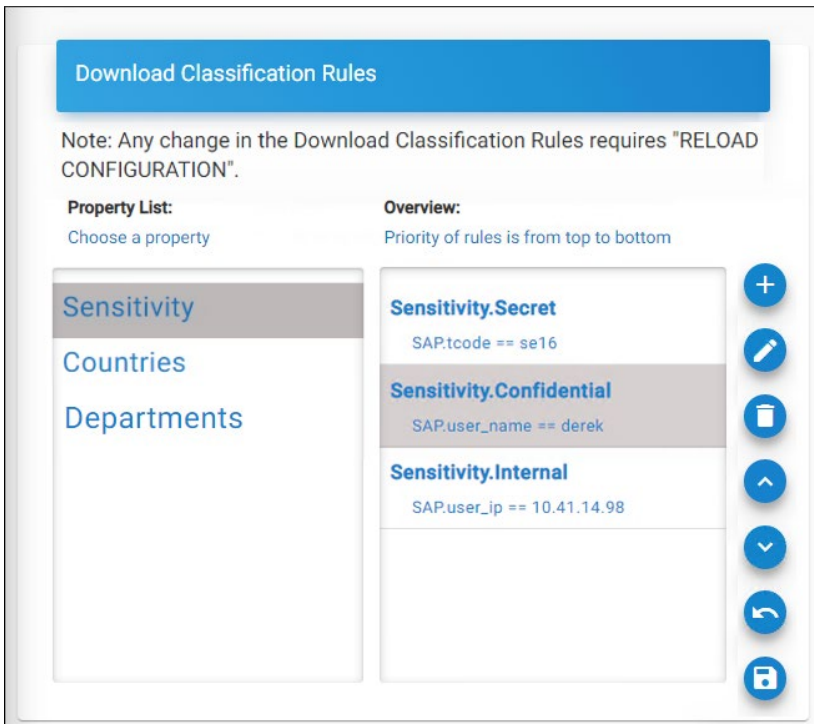 Download Classification Rules
Note: Any change in the Download Classification Rules requires "RELOAD
CONFIGURATION".
Property List:
Choose a property
Overview:
Priority of rules is from top to bottom
Sensitivity
Countries
Departments
Sensitivity.Secret
SAP.tcode == se16
Sensitivity.Confidential
SAP.user_name == derek
Sensitivity.Internal
SAP.user_ip == 10.41.14.98